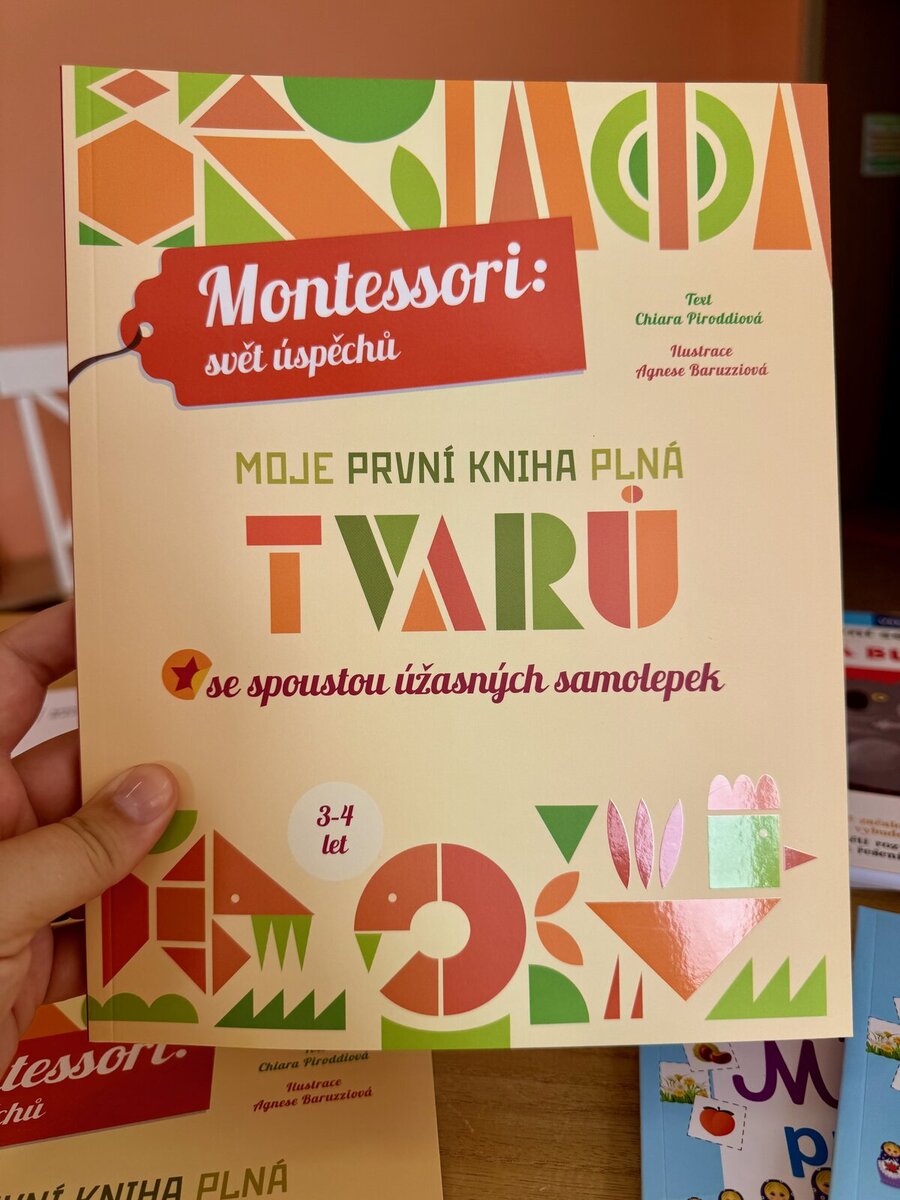 Montessori:
svět úspěchů
Text
Chiara Piroddiová
Ilustrace
Agnese Baruzziová
MOJE PRVNÍ KNIHA PLNÁ
TVARŮ
se spoustou úžasných samolepek
3-4
let
Chiara Piroddiová
Ilustrace
Agnese Baruzziová
KNIHA PLNÁ